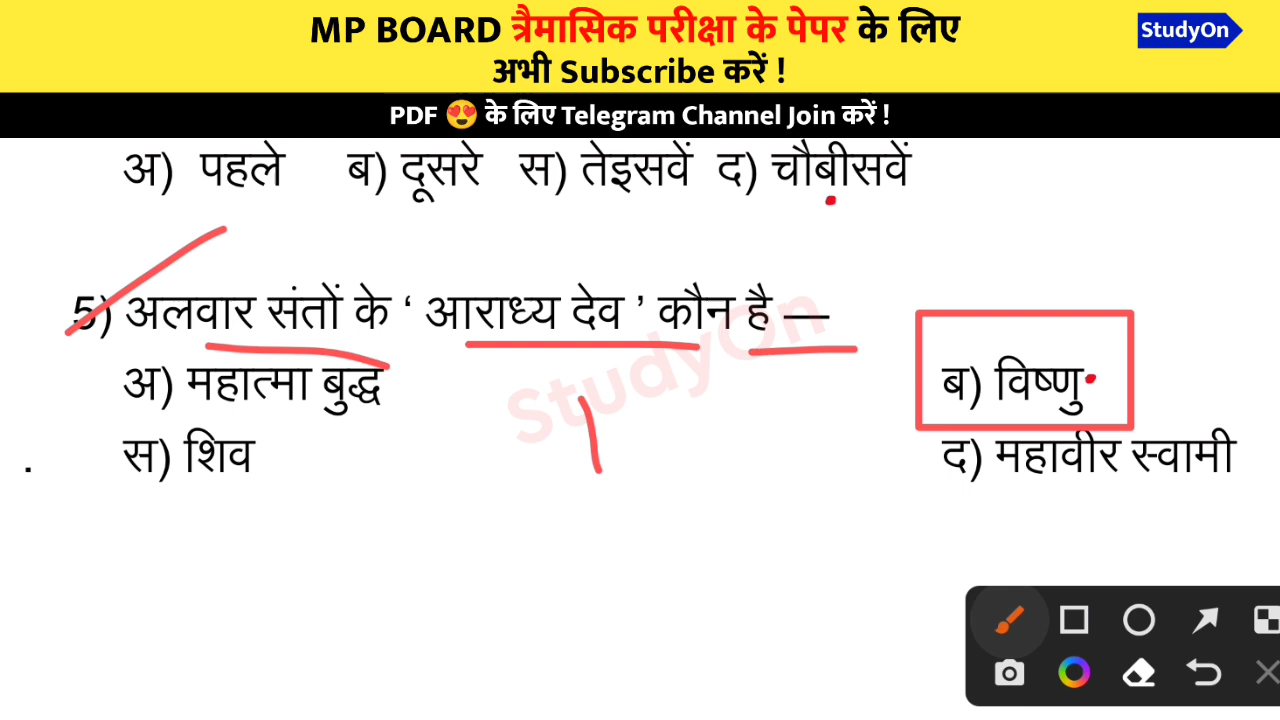 MP BOARD त्रैमासिक परीक्षा के पेपर के लिए
StudyOn
अभी Subscribe करें !
PDF 😍 के लिए Telegram Channel Join करें !
अ) पहले ब) दूसरे स) तेइसवें द) चौबीसवें
5) अलवार संतों के ‘ आराध्य देव ’ कौन है —
StudyOn
अ) महात्मा बुद्ध ब) विष्णु
. स) शिव द) महावीर स्वामी